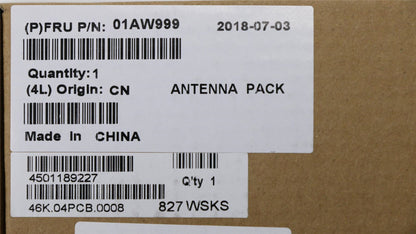 (P)FRU P/N: 01AW999 2018-07-03
Quantity: 1
(4L) Origin: CN ANTENNA PACK
Made In CHINA
4501189227 Q'ty 1
46K.04PCB.0008 827 WSKS